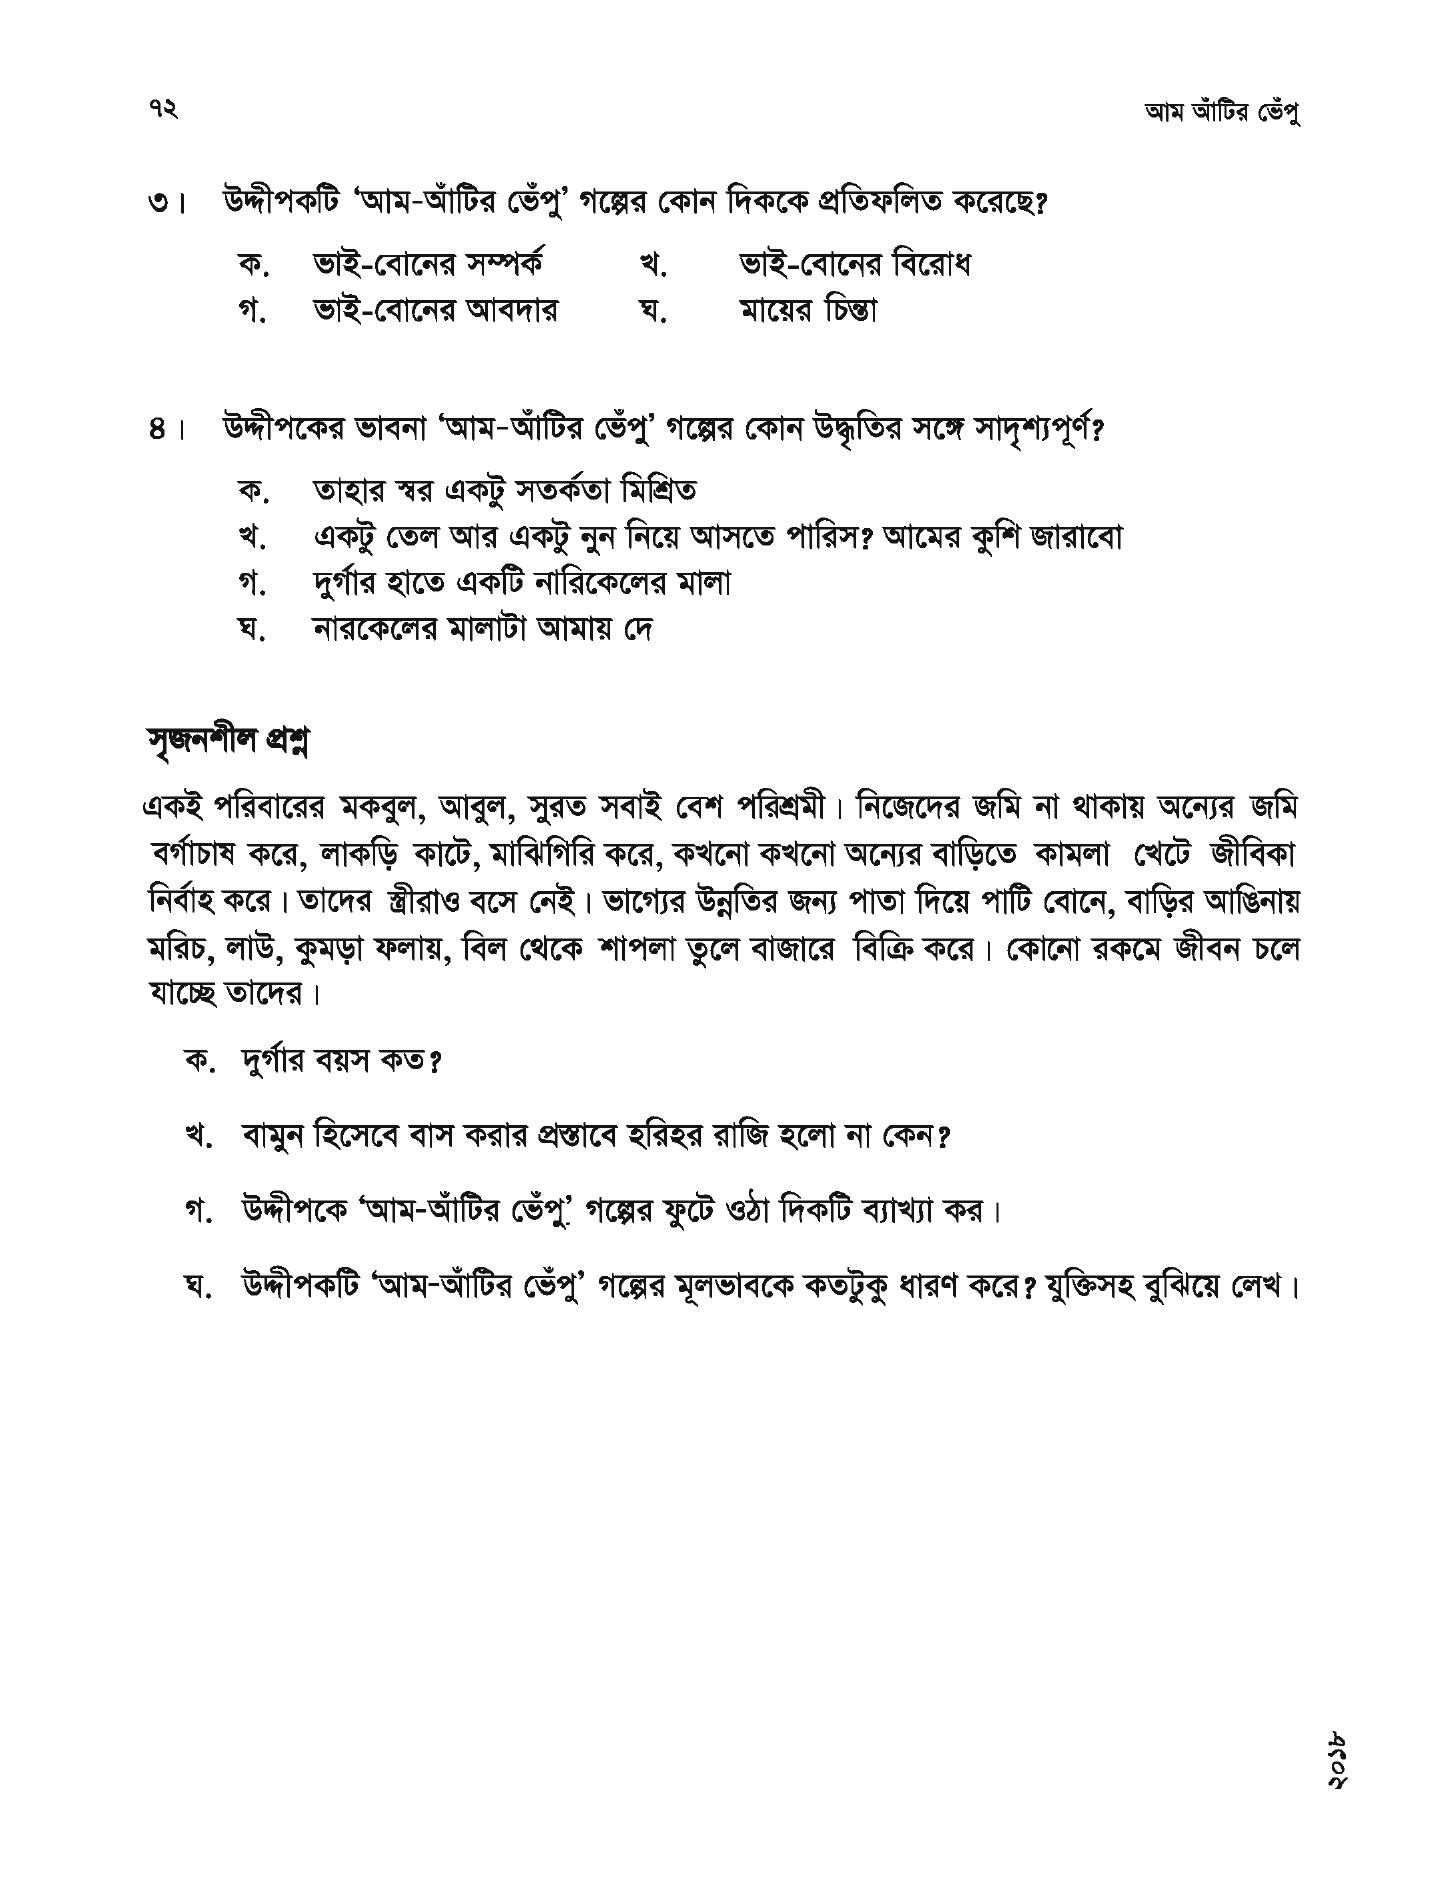 ৭২ আম আঁটির ভেঁপু
৩। উদ্দীপকটি ‘আম-আঁটির ভেঁপু’ গল্পের কোন দিককে প্রতিফলিত করেছে?
ক. ভাই-বোনের সম্পর্ক খ. ভাই-বোনের বিরোধ
গ. ভাই-বোনের আবদার ঘ. মায়ের চিন্তা
৪। উদ্দীপকের ভাবনা ‘আম-আঁটির ভেঁপু’ গল্পের কোন উদ্ধৃতির সঙ্গে সাদৃশ্যপূর্ণ?
ক. তাহার স্বর একটু সতর্কতা মিশ্রিত
খ. একটু তেল আর একটু নুন নিয়ে আসতে পারিস? আমের কুশি জারাবো
গ. দুর্গার হাতে একটি নারিকেলের মালা
ঘ. নারকেলের মালাটা আমায় দে
সৃজনশীল প্রশ্ন
একই পরিবারের মকবুল, আবুল, সুরত সবাই বেশ পরিশ্রমী। নিজেদের জমি না থাকায় অন্যের জমি
বর্গাচাষ করে, লাকড়ি কাটে, মাঝিগিরি করে, কখনো কখনো অন্যের বাড়িতে কামলা খেটে জীবিকা
নির্বাহ করে। তাদের স্ত্রীরাও বসে নেই। ভাগ্যের উন্নতির জন্য পাতা দিয়ে পাটি বোনে, বাড়ির আঙিনায়
মরিচ, লাউ, কুমড়া ফলায়, বিল থেকে শাপলা তুলে বাজারে বিক্রি করে। কোনো রকমে জীবন চলে
যাচ্ছে তাদের।
ক. দুর্গার বয়স কত?
খ. বামুন হিসেবে বাস করার প্রস্তাবে হরিহর রাজি হলো না কেন?
গ. উদ্দীপকে ‘আম-আঁটির ভেঁপু’ গল্পের ফুটে ওঠা দিকটি ব্যাখ্যা কর।
ঘ. উদ্দীপকটি ‘আম-আঁটির ভেঁপু’ গল্পের মূলভাবকে কতটুকু ধারণ করে? যুক্তিসহ বুঝিয়ে লেখ।
২০১৮